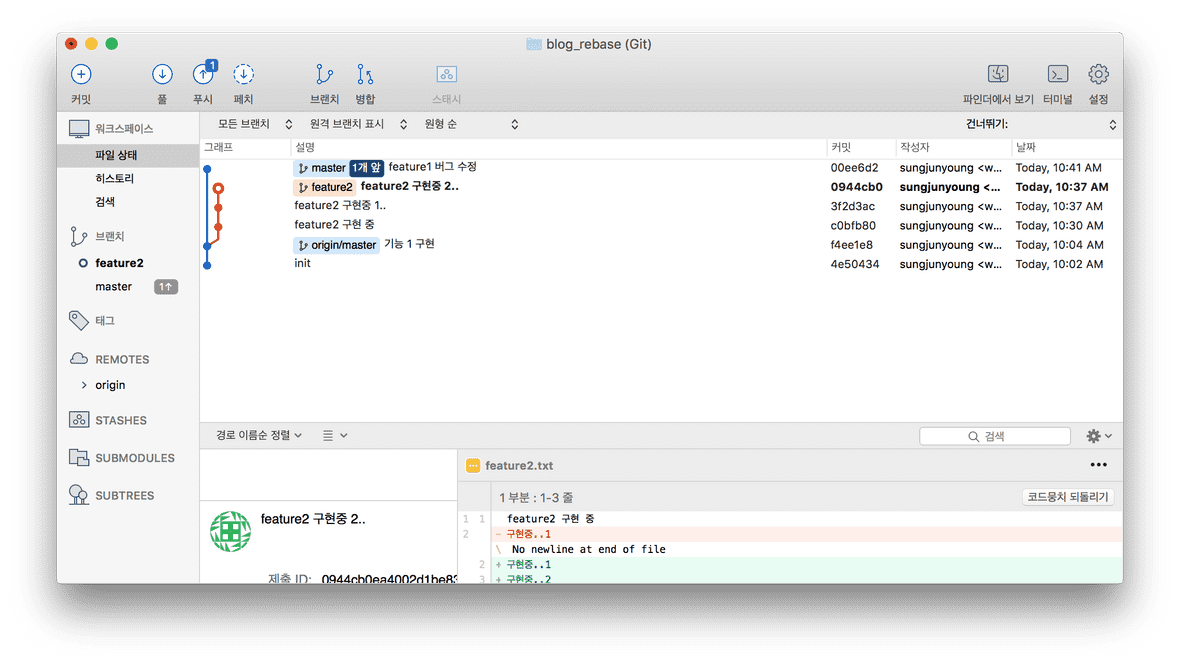 blog_rebase (Git)
1
커밋 풀 푸시 페치 브랜치 병합 스태시 파인더에서 보기 터미널 설정
워크스페이스
파일 상태
히스토리
검색
브랜치
feature2
master 1↑
태그
REMOTES
origin
STASHES
SUBMODULES
SUBTREES
모든 브랜치 원격 브랜치 표시 원형 순 건너뛰기:
그래프 설명 커밋 작성자 날짜
master 1개 앞 feature1 버그 수정 00ee6d2 sungjunyoung <w... Today, 10:41 AM
feature2 feature2 구현중 2.. 0944cb0 sungjunyoung <... Today, 10:37 AM
feature2 구현중 1.. 3f2d3ac sungjunyoung <w... Today, 10:37 AM
feature2 구현 중 c0bfb80 sungjunyoung <w... Today, 10:30 AM
origin/master 기능 1 구현 f4ee1e8 sungjunyoung <w... Today, 10:04 AM
init 4e50434 sungjunyoung <w... Today, 10:02 AM
경로 이름순 정렬 검색
feature2 구현중 2..
제출 ID: 0944cb0ea4002d1be83
feature2.txt
1 부분 : 1-3 줄 코드뭉치 되돌리기
1 1 feature2 구현 중
2 - 구현중..1
\ No newline at end of file
2 + 구현중..1
3 + 구현중..2